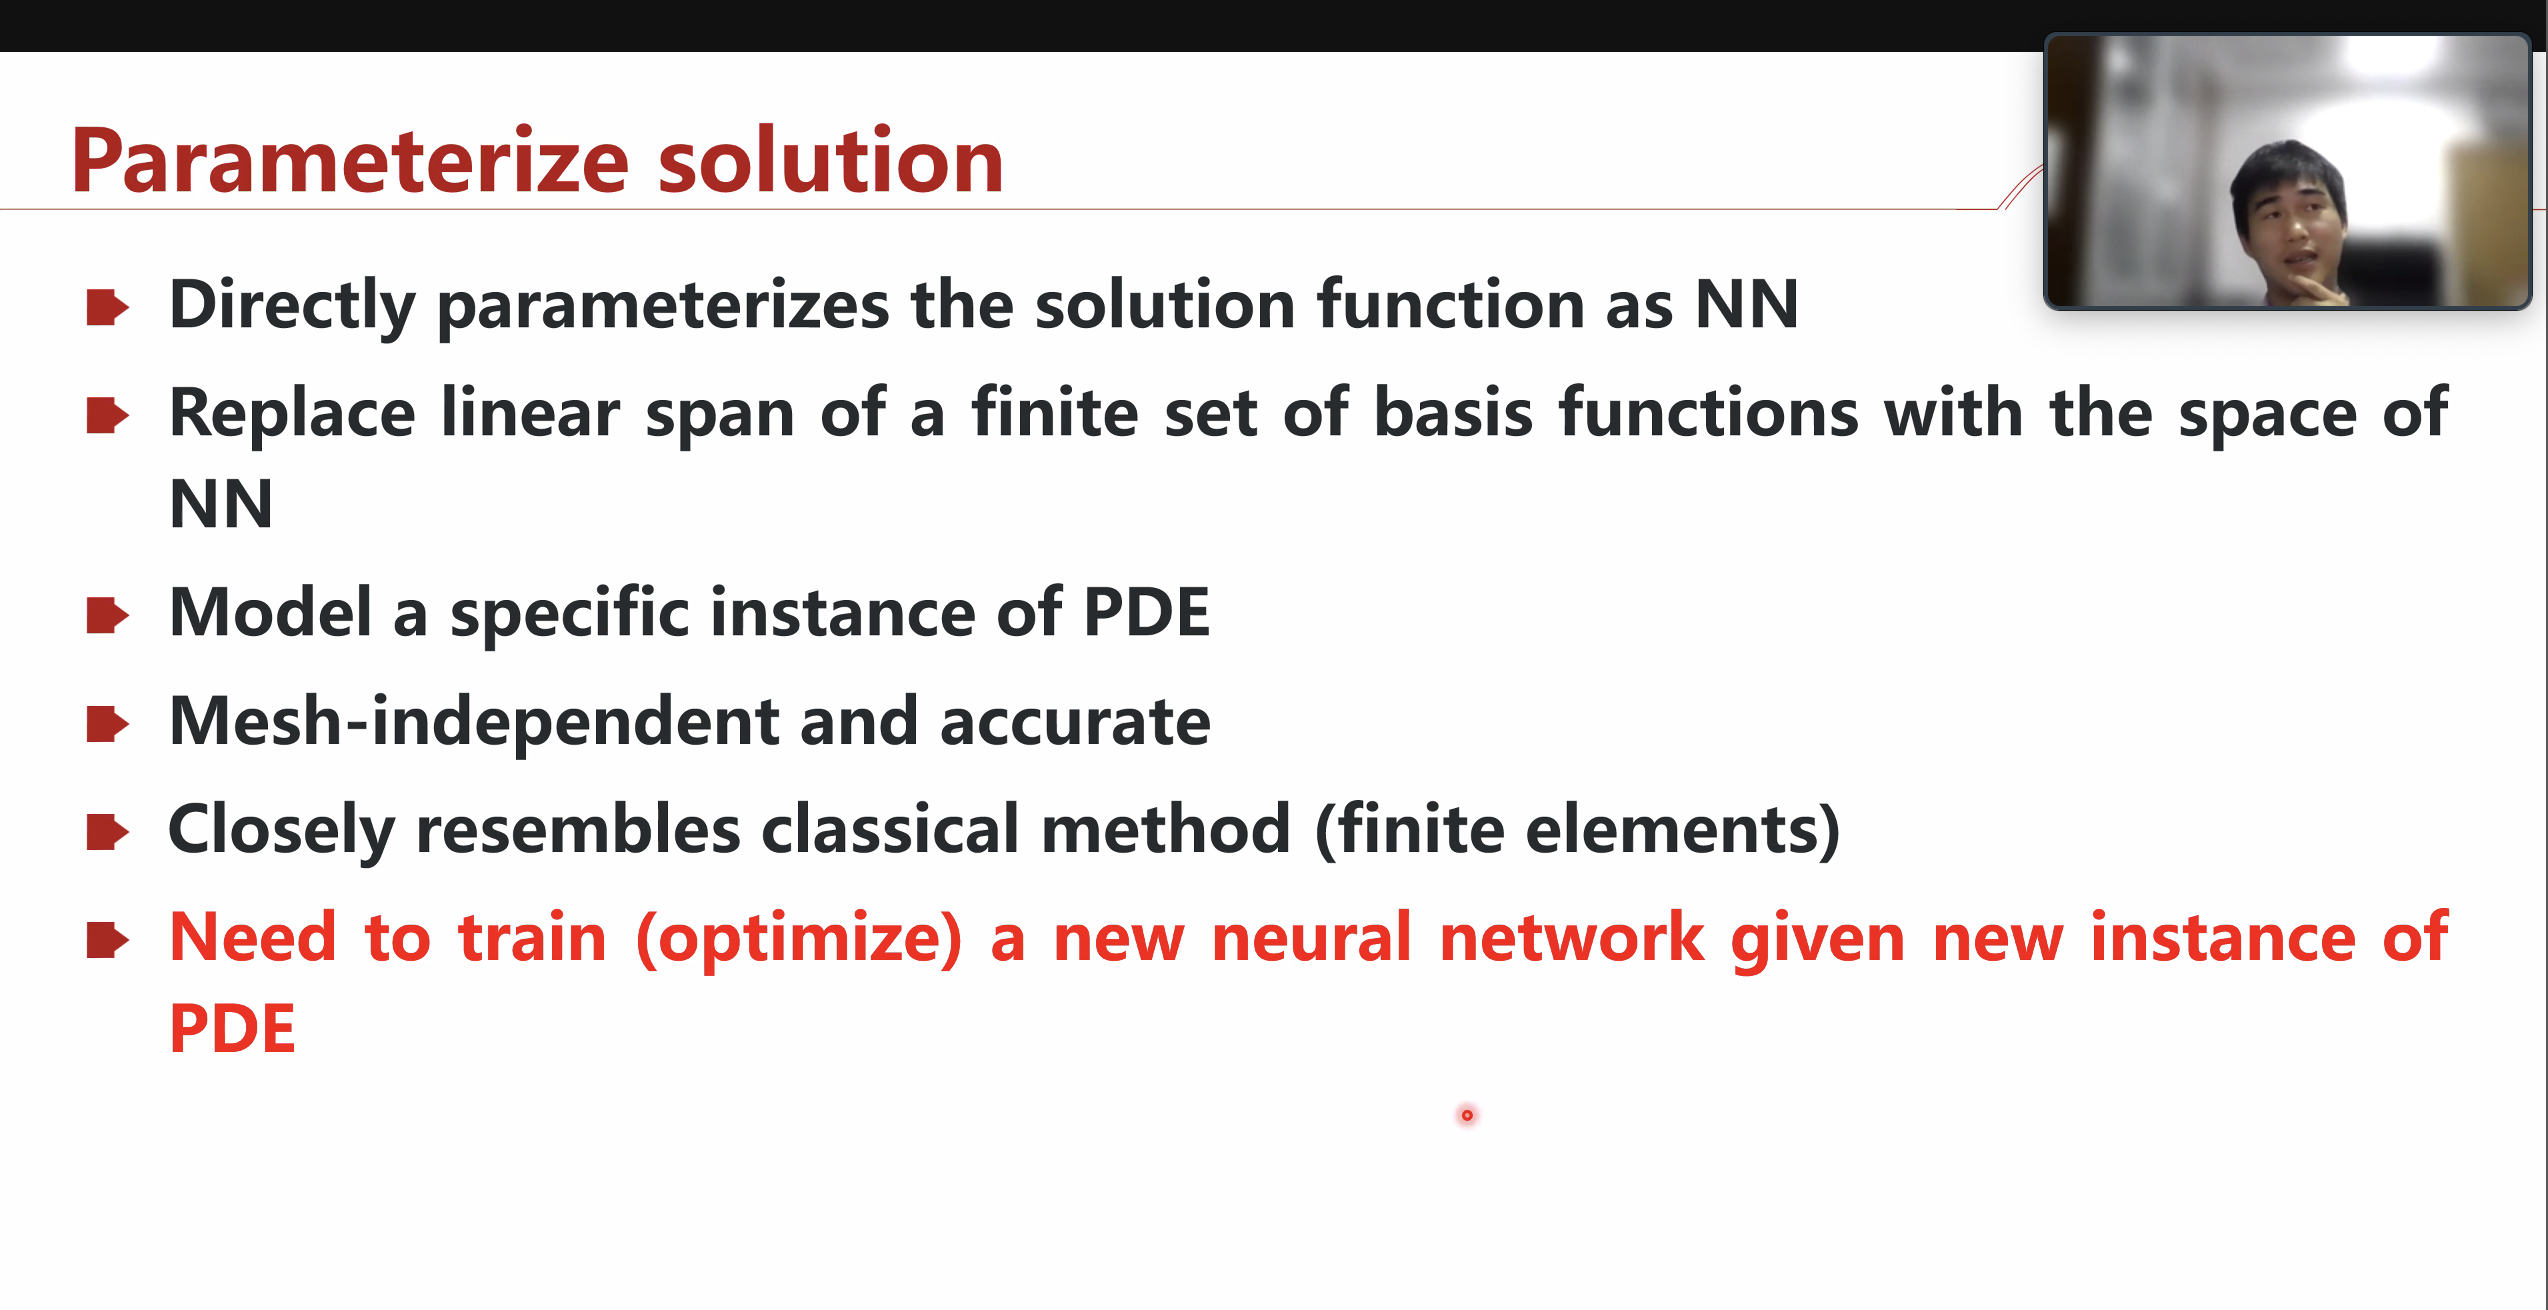 Parameterize solution
Directly parameterizes the solution function as NN
Replace linear span of a finite set of basis functions with the space of
NN
Model a specific instance of PDE
Mesh-independent and accurate
Closely resembles classical method (finite elements)
Need to train (optimize) a new neural network given new instance of
PDE